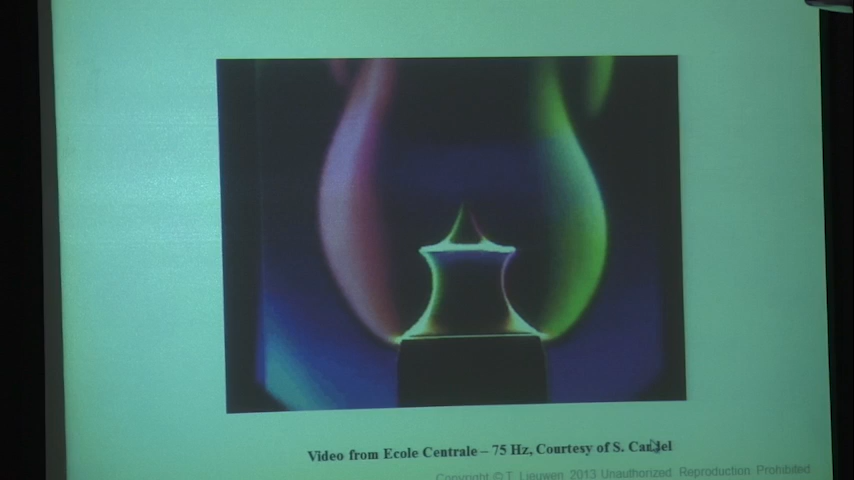 Video from Ecole Centrale – 75 Hz, Courtesy of S. Candel
Copyright © T. Lieuwen 2013 Unauthorized Reproduction Prohibited